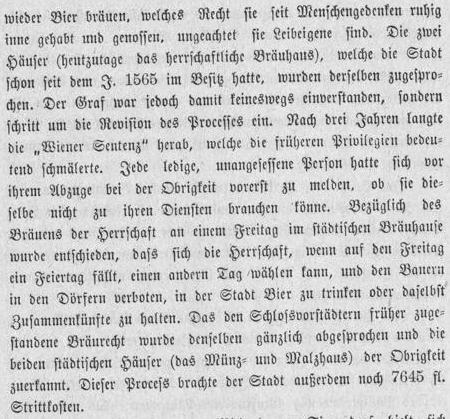 wieder Bier bräuen, welches Recht sie seit Menschengedenken ruhig
inne gehabt und genossen, ungeachtet sie Leibeigene sind. Die zwei
Häuser (heutzutage das herrschaftliche Bräuhaus), welche die Stadt
schon seit dem J. 1565 im Besitz hatte, wurden derselben zugespro-
chen. Der Graf war jedoch damit keineswegs einverstanden, sondern
schritt um die Revision des Processes ein. Nach drei Jahren langte
die „Wiener Sentenz" herab, welche die früheren Privilegien bedeu-
tend schmälerte. Jede ledige, unangesessene Person hatte sich vor
ihrem Abzuge bei der Obrigkeit vorerst zu melden, ob sie die-
selbe nicht zu ihren Diensten brauchen könne. Bezüglich des
Bräuens der Herrschaft an einem Freitag im städtischen Bräuhause
wurde entschieden, dass sich die Herrschaft, wenn auf den Freitag
ein Feiertag fällt, einen andern Tag wählen kann, und den Bauern
in den Dörfern verboten, in der Stadt Bier zu trinken oder daselbst
Zusammenkünfte zu halten. Das den Schlossvorstädtern früher zuge-
standene Bräurecht wurde denselben gänzlich abgesprochen und die
beiden städtischen Häuser (das Münz- und Malzhaus) der Obrigkeit
zuerkannt. Dieser Process brachte der Stadt außerdem noch 7645 fl.
Strittkosten.